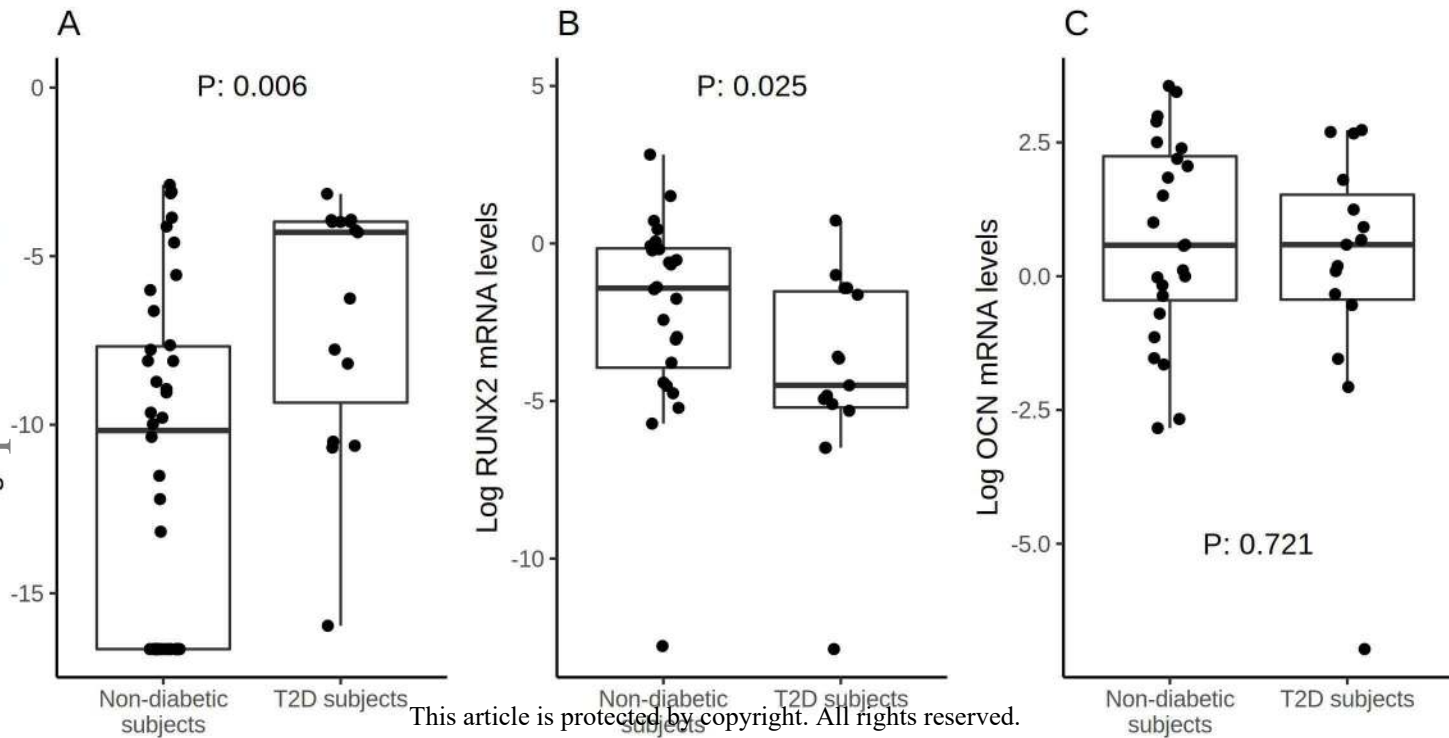 A
P: 0.006
0
-5
-10
-15
Non-diabetic
subjects
T2D subjects
B
P: 0.025
Log RUNX2 mRNA levels
5
0
-5
-10
Non-diabetic
subjects
T2D subjects
C
Log OCN mRNA levels
2.5
0.0
-2.5
-5.0
P: 0.721
Non-diabetic
subjects
T2D subjects
This article is protected by copyright. All rights reserved.